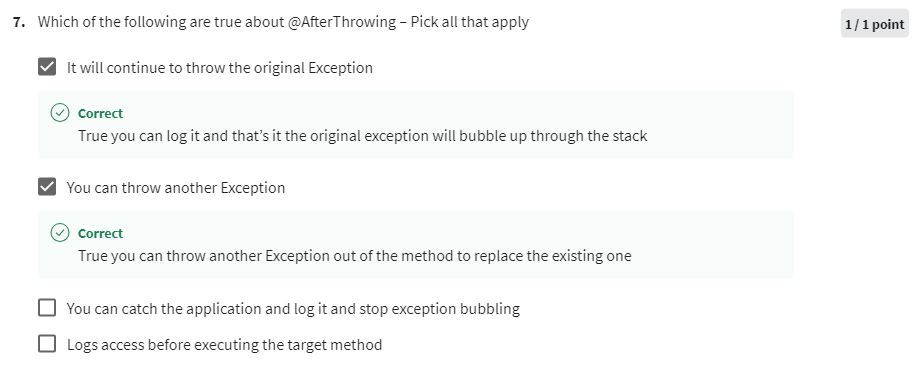 7. Which of the following are true about @AfterThrowing – Pick all that apply
1 / 1 point
It will continue to throw the original Exception
Correct
True you can log it and that's it the original exception will bubble up through the stack
You can throw another Exception
Correct
True you can throw another Exception out of the method to replace the existing one
You can catch the application and log it and stop exception bubbling
Logs access before executing the target method